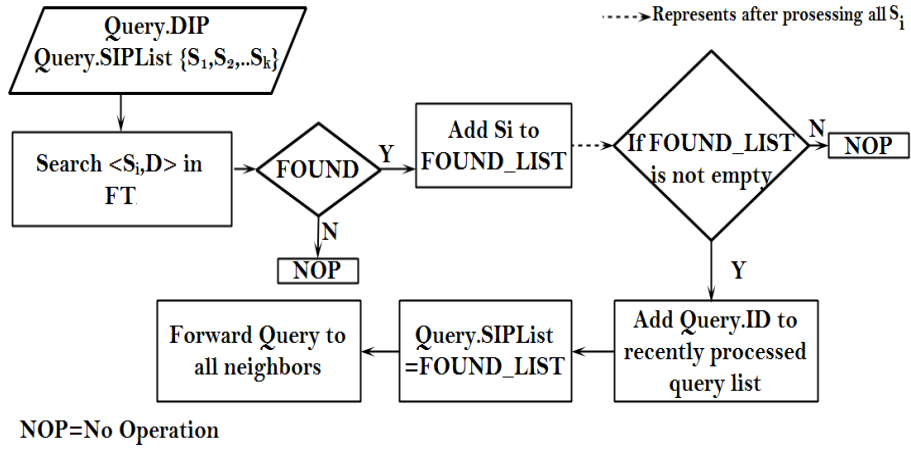 Query.DIP
Query.SIPList {S₁,S₂,..Sₖ}
Represents after prosessing all Sᵢ
Search <Sᵢ,D> in
FT
FOUND
Y
N
NOP
Add Si to
FOUND_LIST
If FOUND_LIST
is not empty
N
NOP
Y
Add Query.ID to
recently processed
query list
Query.SIPList
=FOUND_LIST
Forward Query to
all neighbors
NOP=No Operation